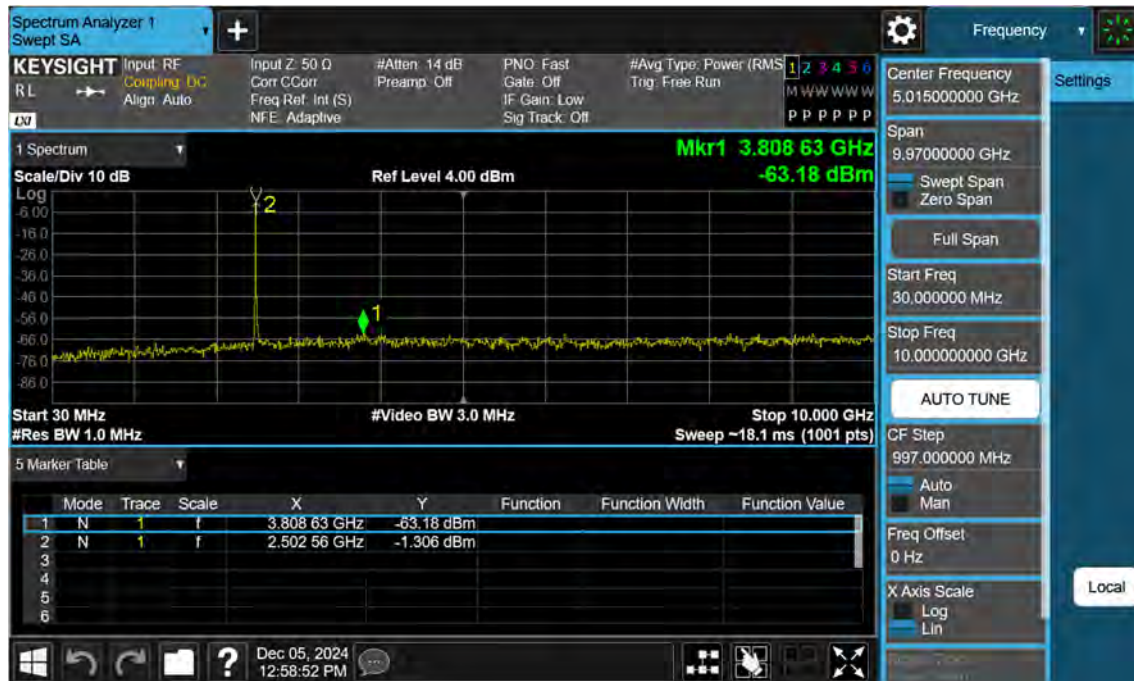 Spectrum Analyzer 1
Swept SA
+
Frequency
KEYSIGHT
RL
LXI
Input: RF
Coupling: DC
Align: Auto
Input Z: 50 Ω
Corr CCorr
Freq Ref: Int (S)
NFE: Adaptive
#Atten: 14 dB
Preamp: Off
PNO: Fast
Gate: Off
IF Gain: Low
Sig Track: Off
#Avg Type: Power (RMS
Trig: Free Run
1 2 3 4 5 6
M W W W W W
P P P P P P
1 Spectrum
Scale/Div 10 dB
Ref Level 4.00 dBm
Mkr1 3.808 63 GHz
-63.18 dBm
Log
-6.00
-16.0
-26.0
-36.0
-46.0
-56.0
-66.0
-76.0
-86.0
2
1
Start 30 MHz
#Video BW 3.0 MHz
Stop 10.000 GHz
#Res BW 1.0 MHz
Sweep ~18.1 ms (1001 pts)
5 Marker Table
Mode Trace Scale X Y Function Function Width Function Value
1 N 1 f 3.808 63 GHz -63.18 dBm
2 N 1 f 2.502 56 GHz -1.306 dBm
3
4
5
6
Dec 05, 2024
12:58:52 PM
Center Frequency
5.015000000 GHz
Span
9.97000000 GHz
Swept Span
Zero Span
Full Span
Start Freq
30.000000 MHz
Stop Freq
10.000000000 GHz
AUTO TUNE
CF Step
997.000000 MHz
Auto
Man
Freq Offset
0 Hz
X Axis Scale
Log
Lin
Settings
Local